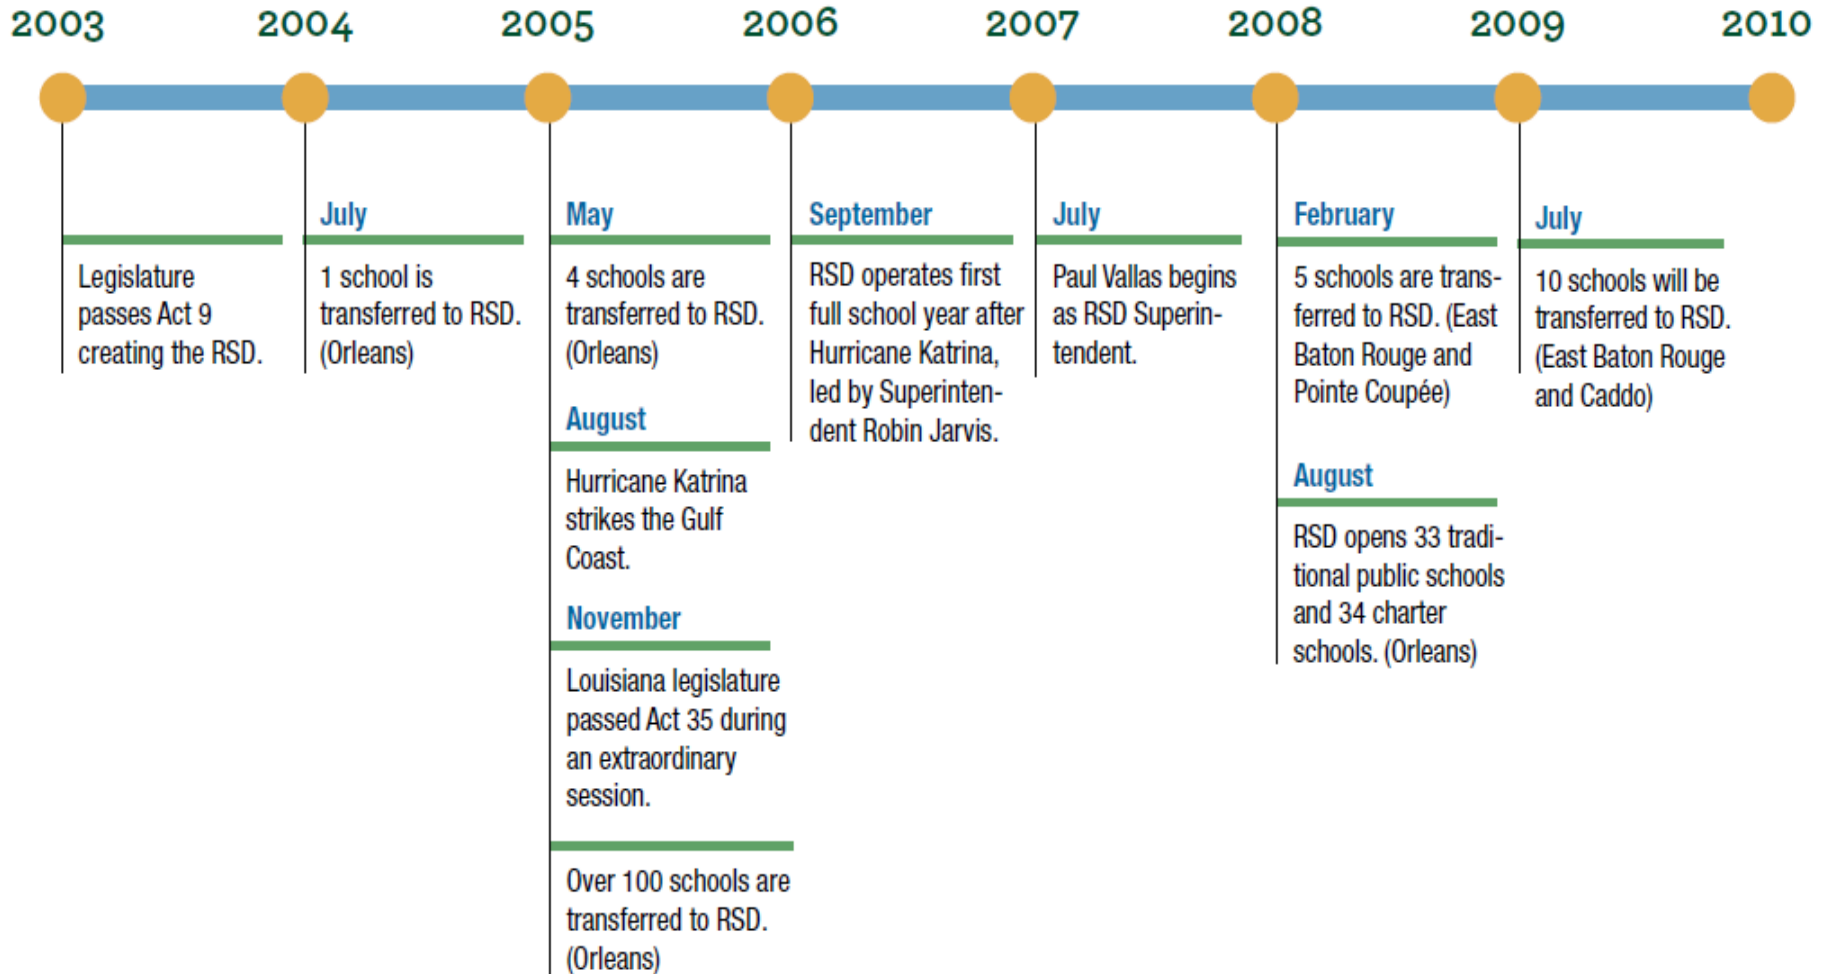 2003
2004
2005
2006
2007
2008
2009
2010
Legislature
passes Act 9
creating the RSD.
July
1 school is
transferred to RSD.
(Orleans)
May
4 schools are
transferred to RSD.
(Orleans)
August
Hurricane Katrina
strikes the Gulf
Coast.
November
Louisiana legislature
passed Act 35 during
an extraordinary
session.
Over 100 schools are
transferred to RSD.
(Orleans)
September
RSD operates first
full school year after
Hurricane Katrina,
led by Superinten-
dent Robin Jarvis.
July
Paul Vallas begins
as RSD Superin-
tendent.
February
5 schools are trans-
ferred to RSD. (East
Baton Rouge and
Pointe Coupée)
August
RSD opens 33 tradi-
tional public schools
and 34 charter
schools. (Orleans)
July
10 schools will be
transferred to RSD.
(East Baton Rouge
and Caddo)